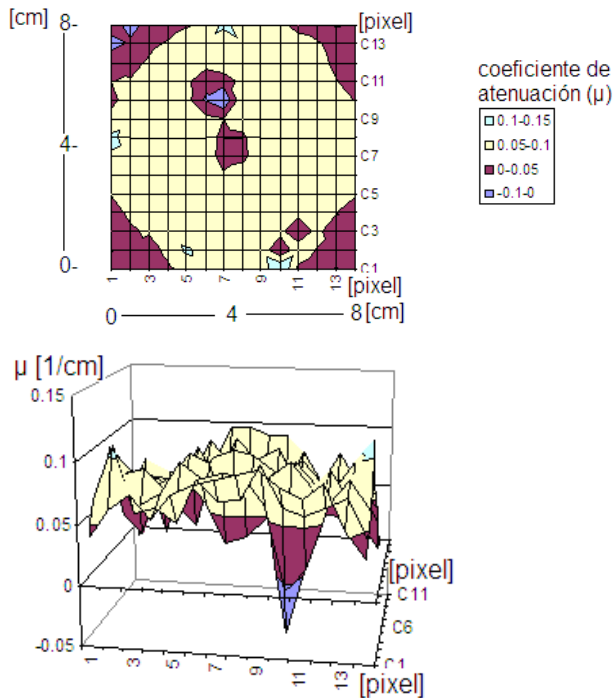 [cm] 8-
[pixel]
C13
C11
C9
4-
C7
C5
C3
0-
C1
1 3 5 7 9 11 13 [pixel]
0 4 8 [cm]
coeficiente de
atenuación (μ)
0.1-0.15
0.05-0.1
0-0.05
-0.1-0
μ [1/cm]
0.15
0.1
0.05
0
-0.05
[pixel]
C11
C6
C1
1 3 5 7 9 11 13 [pixel]